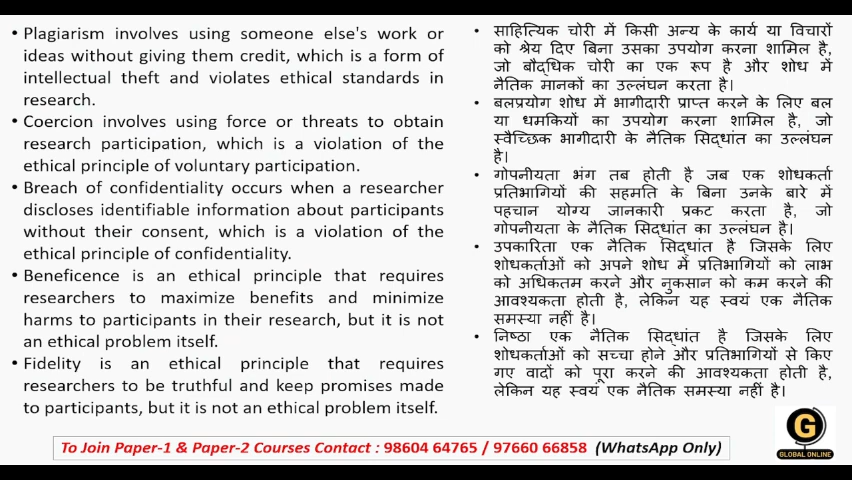 • Plagiarism involves using someone else's work or
ideas without giving them credit, which is a form of
intellectual theft and violates ethical standards in
research.
• Coercion involves using force or threats to obtain
research participation, which is a violation of the
ethical principle of voluntary participation.
• Breach of confidentiality occurs when a researcher
discloses identifiable information about participants
without their consent, which is a violation of the
ethical principle of confidentiality.
• Beneficence is an ethical principle that requires
researchers to maximize benefits and minimize
harms to participants in their research, but it is not
an ethical problem itself.
• Fidelity is an ethical principle that requires
researchers to be truthful and keep promises made
to participants, but it is not an ethical problem itself.
• साहित्यिक चोरी में किसी अन्य के कार्य या विचारों
को श्रेय दिए बिना उसका उपयोग करना शामिल है,
जो बौद्धिक चोरी का एक रूप है और शोध में
नैतिक मानकों का उल्लंघन करता है।
• बलप्रयोग शोध में भागीदारी प्राप्त करने के लिए बल
या धमकियों का उपयोग करना शामिल है, जो
स्वैच्छिक भागीदारी के नैतिक सिद्धांत का उल्लंघन
है।
• गोपनीयता भंग तब होती है जब एक शोधकर्ता
प्रतिभागियों की सहमति के बिना उनके बारे में
पहचान योग्य जानकारी प्रकट करता है, जो
गोपनीयता के नैतिक सिद्धांत का उल्लंघन है।
• उपकारिता एक नैतिक सिद्धांत है जिसके लिए
शोधकर्ताओं को अपने शोध में प्रतिभागियों को लाभ
को अधिकतम करने और नुकसान को कम करने की
आवश्यकता होती है, लेकिन यह स्वयं एक नैतिक
समस्या नहीं है।
• निष्ठा एक नैतिक सिद्धांत है जिसके लिए
शोधकर्ताओं को सच्चा होने और प्रतिभागियों से किए
गए वादों को पूरा करने की आवश्यकता होती है,
लेकिन यह स्वयं एक नैतिक समस्या नहीं है।
To Join Paper-1 & Paper-2 Courses Contact : 98604 64765 / 97660 66858 (WhatsApp Only)
G
GLOBAL ONLINE